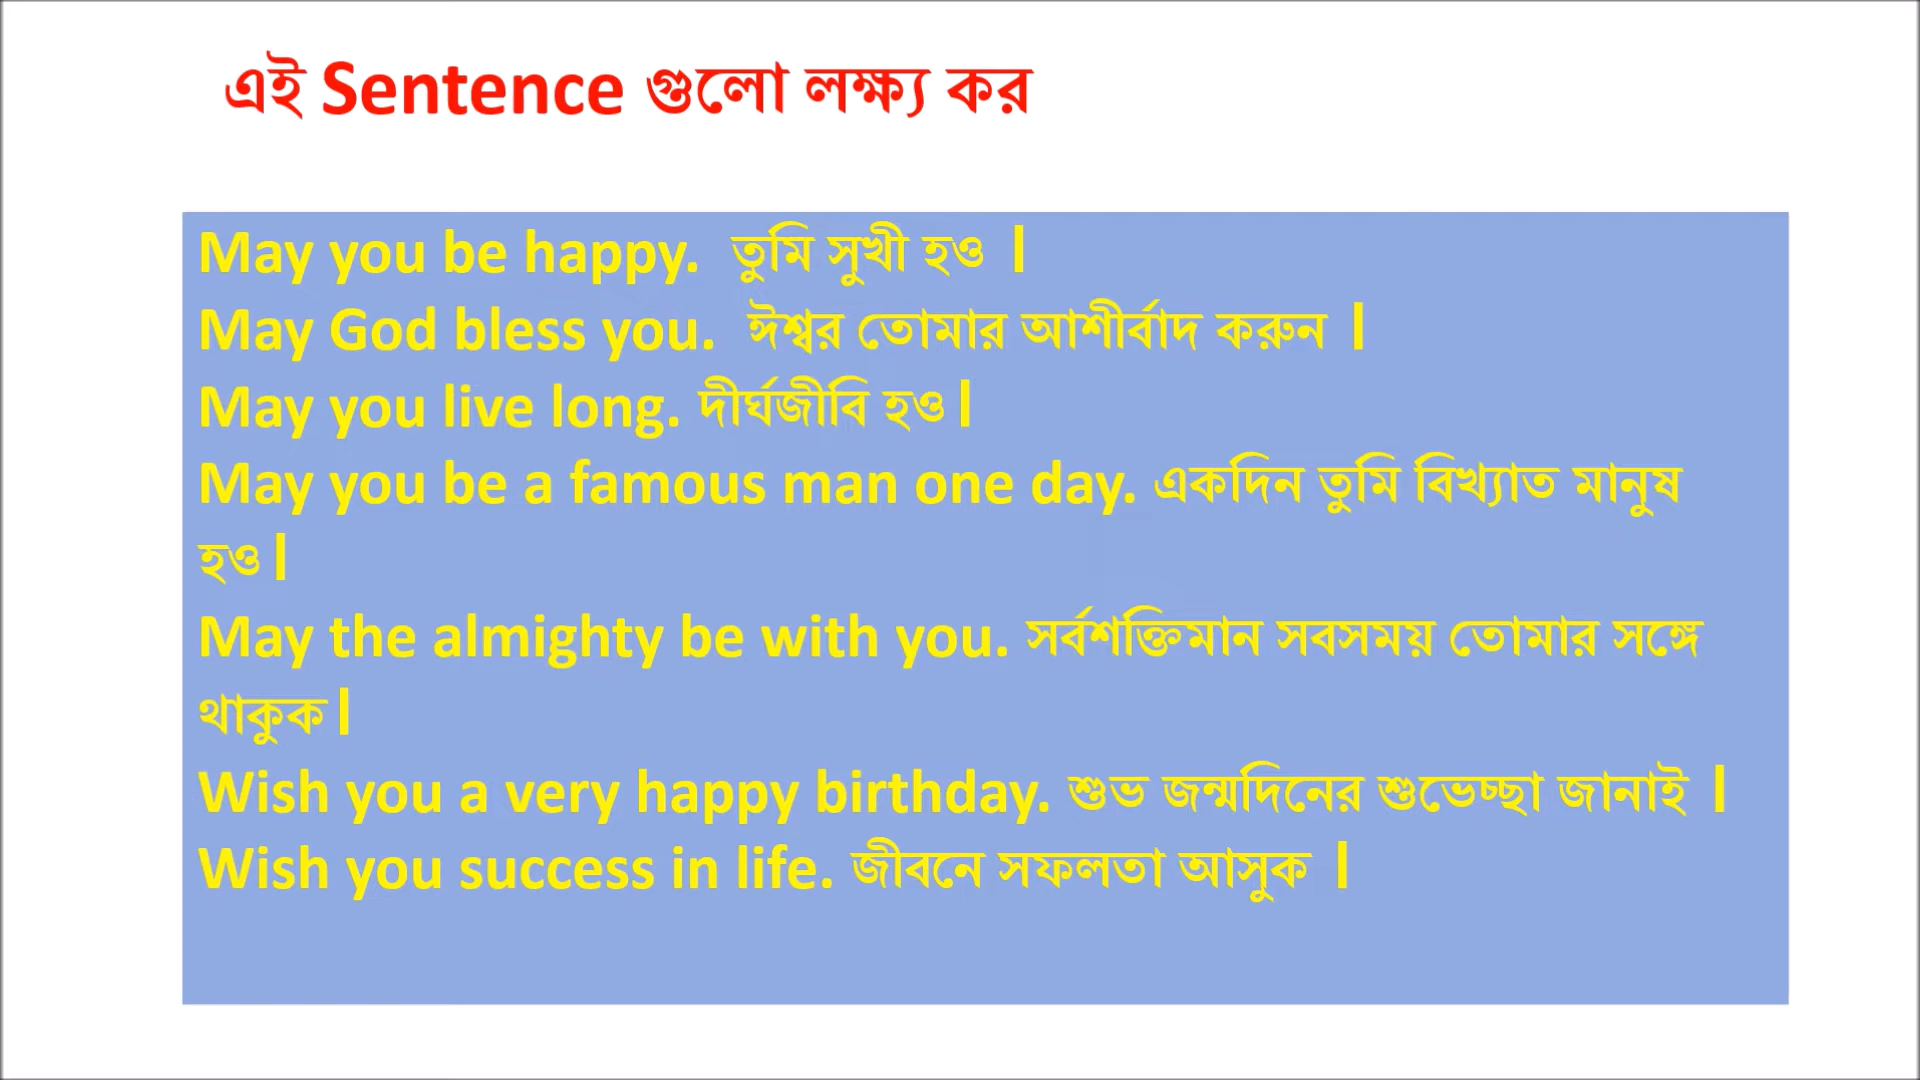 এই Sentence গুলো লক্ষ্য কর
May you be happy. তুমি সুখী হও ।
May God bless you. ঈশ্বর তোমার আশীর্বাদ করুন ।
May you live long. দীর্ঘজীবি হও।
May you be a famous man one day. একদিন তুমি বিখ্যাত মানুষ
হও।
May the almighty be with you. সর্বশক্তিমান সবসময় তোমার সঙ্গে
থাকুক।
Wish you a very happy birthday. শুভ জন্মদিনের শুভেচ্ছা জানাই ।
Wish you success in life. জীবনে সফলতা আসুক ।